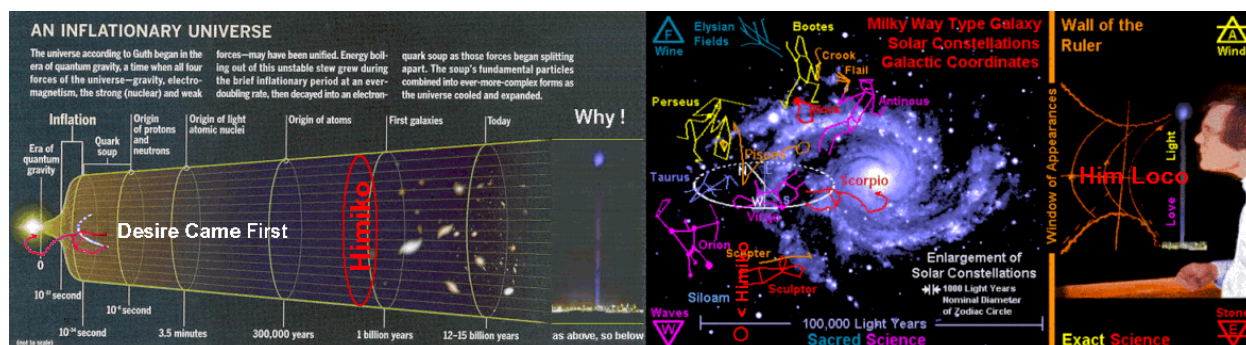 AN INFLATIONARY UNIVERSE
The universe according to Guth began in the
era of quantum gravity, a time when all four
forces of the universe—gravity, electro-
magnetism, the strong (nuclear) and weak
forces—may have been unified. Energy boil-
ing out of this unstable stew grew during
the brief inflationary period at an ever-
doubling rate, then decayed into an electron-
quark soup as those forces began splitting
apart. The soup's fundamental particles
combined into ever-more-complex forms as
the universe cooled and expanded.
Inflation
Era of
quantum
gravity
Quark
soup
Origin
of protons
and
neutrons
Origin of light
atomic nuclei
Origin of atoms
First galaxies
Today
Desire Came First
Himiko
0
10⁻³² second
10⁻³⁴ second
10⁻⁶ second
3.5 minutes
300,000 years
1 billion years
12–15 billion years
(not to scale)
Why !
as above, so below
F
Wine
Elysian
Fields
Bootes
Crook
Flail
Milky Way Type Galaxy
Solar Constellations
Galactic Coordinates
Perseus
Antinous
Pisces
Taurus
N
E
W
S
Virgo
Scorpio
Orion
Scepter
Sculptor
Siloam
Himiko
Enlargement of
Solar Constellations
1000 Light Years
Nominal Diameter
of Zodiac Circle
100,000 Light Years
Waves
W
Sacred Science
Wall of the
Ruler
A
Wind
Window of Appearances
Him Loco
Light
Love
Stone
E
Exact Science